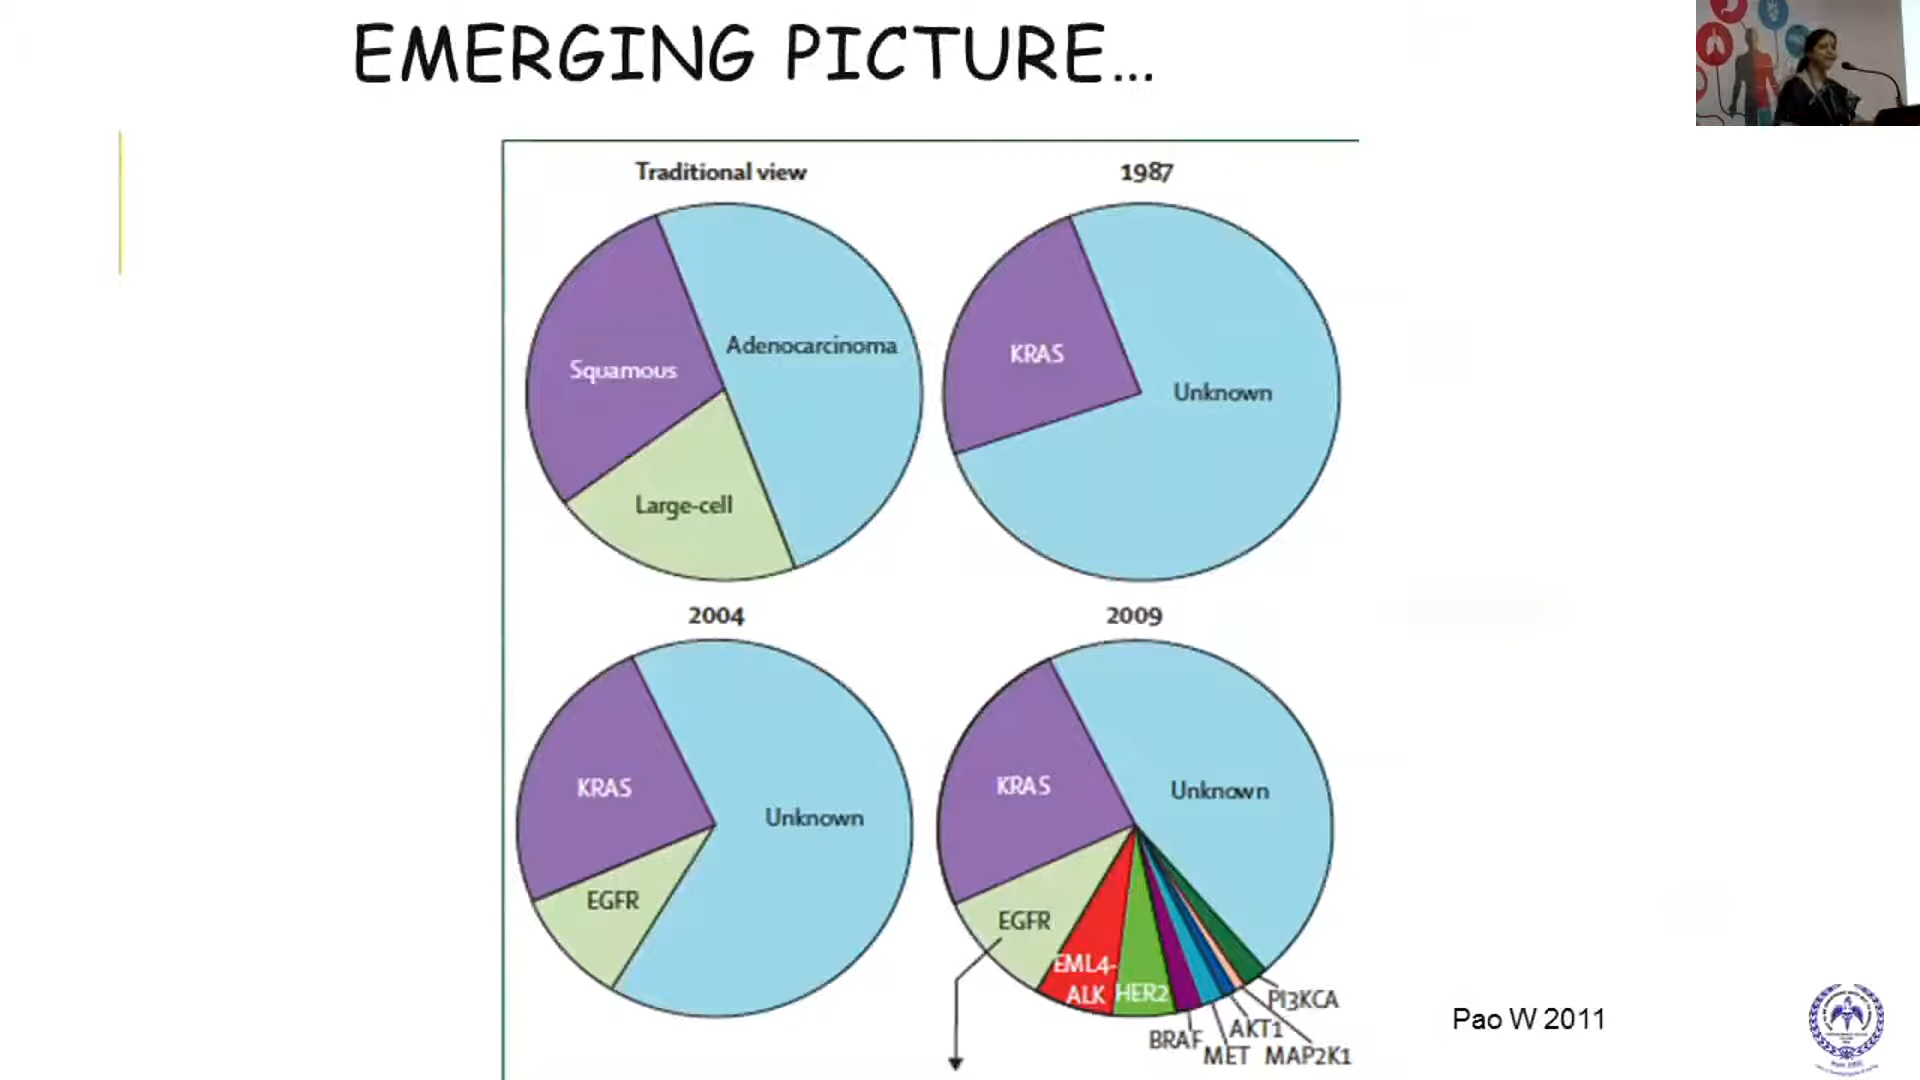 EMERGING PICTURE...
Traditional view
Squamous
Adenocarcinoma
Large-cell
1987
KRAS
Unknown
2004
KRAS
Unknown
EGFR
2009
KRAS
Unknown
EGFR
EML4-
ALK
HER2
PI3KCA
BRAF
AKT1
MET
MAP2K1
Pao W 2011